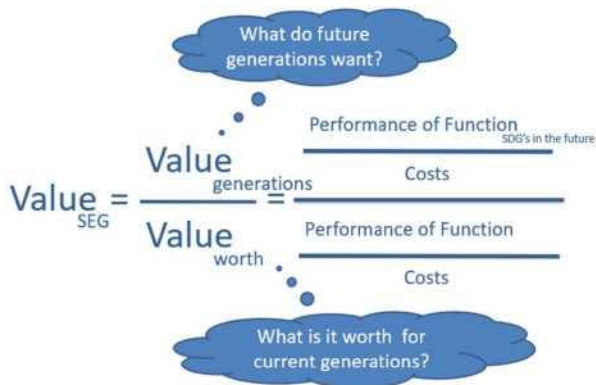 What do future
generations want?
Performance of Function
SDG's in the future
Value generations
Costs
Value SEG = =
Value worth
Performance of Function
Costs
What is it worth for
current generations?